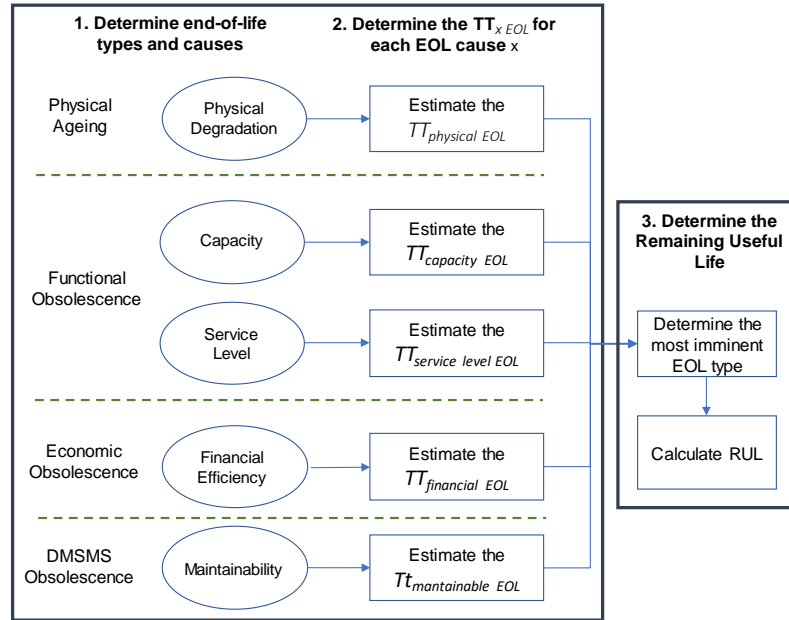 1. Determine end-of-life
types and causes
2. Determine the TTx EOL for
each EOL cause x
Physical
Ageing
Physical
Degradation
Estimate the
TTphysical EOL
Functional
Obsolescence
Capacity
Estimate the
TTcapacity EOL
Service
Level
Estimate the
TTservice level EOL
Economic
Obsolescence
Financial
Efficiency
Estimate the
TTfinancial EOL
DMSMS
Obsolescence
Maintainability
Estimate the
Ttmantainable EOL
3. Determine the
Remaining Useful
Life
Determine the
most imminent
EOL type
Calculate RUL